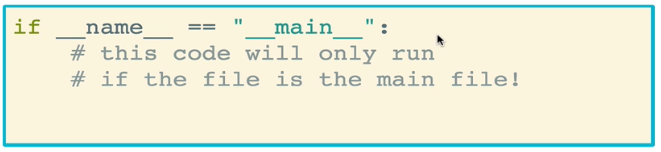 if __name__ == "__main__":
    # this code will only run
    # if the file is the main file!